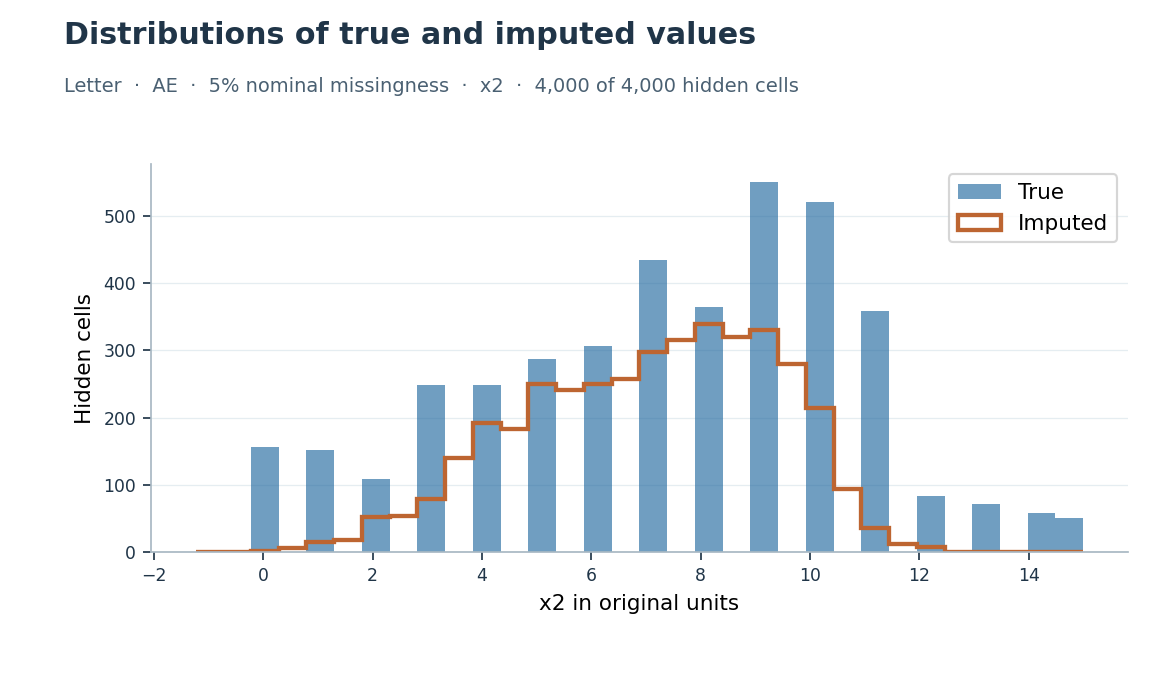 Distributions of true and imputed values
Letter · AE · 5% nominal missingness · x2 · 4,000 of 4,000 hidden cells
True
Imputed
Hidden cells
500
400
300
200
100
0
−2 0 2 4 6 8 10 12 14
x2 in original units